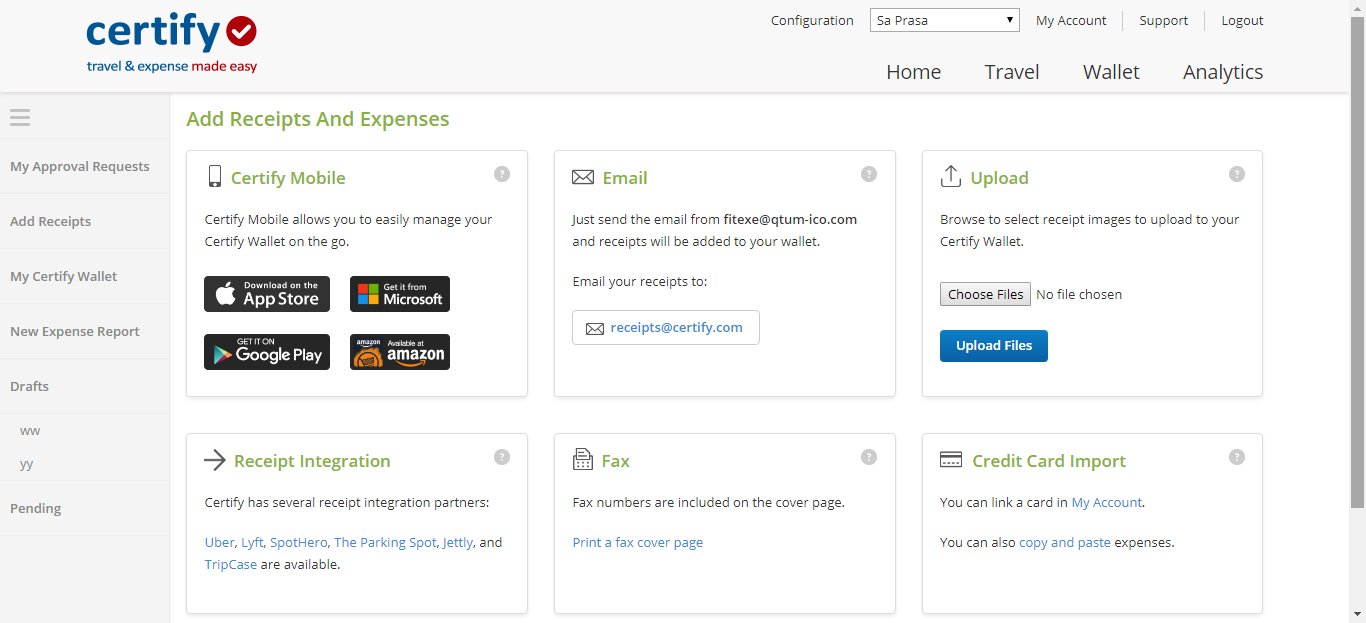 certify
travel & expense made easy
Configuration
Sa Prasa
My Account
Support
Logout
Home
Travel
Wallet
Analytics
My Approval Requests
Add Receipts
My Certify Wallet
New Expense Report
Drafts
ww
yy
Pending
Add Receipts And Expenses
Certify Mobile
?
Certify Mobile allows you to easily manage your
Certify Wallet on the go.
Download on the
App Store
Get it from
Microsoft
GET IT ON
Google Play
amazon
Available at
amazon
Email
?
Just send the email from fitexe@qtum-ico.com
and receipts will be added to your wallet.
Email your receipts to:
receipts@certify.com
Upload
?
Browse to select receipt images to upload to your
Certify Wallet.
Choose Files No file chosen
Upload Files
Receipt Integration
?
Certify has several receipt integration partners:
Uber, Lyft, SpotHero, The Parking Spot, Jettly, and
TripCase are available.
Fax
?
Fax numbers are included on the cover page.
Print a fax cover page
Credit Card Import
?
You can link a card in My Account.
You can also copy and paste expenses.